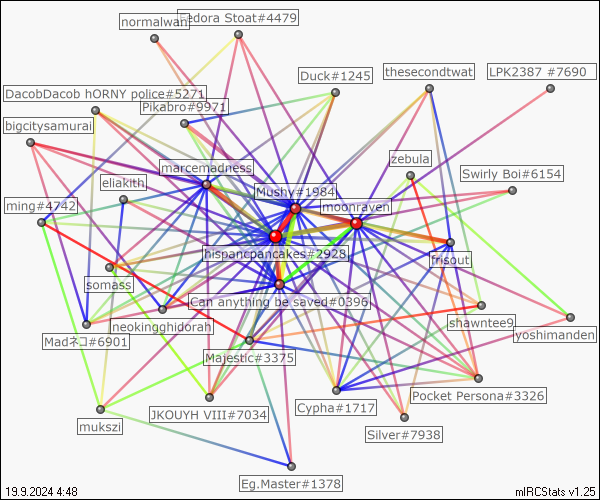 normalwan
Fedora Stoat#4479
Duck#1245
thesecondtwat
LPK2387 #7690
DacobDacob hORNY police#5271
Pikabro#9971
bigcitysamurai
marcemadness
zebula
Swirly Boi#6154
eliakith
Mushy#1984
ming#4742
moonraven
hispancpancakes#2928
frisout
somass
Can anything be saved#0396
neokingghidorah
shawntee9
yoshimanden
Madネコ#6901
Majestic#3375
Pocket Persona#3326
JKOUYH VIII#7034
Cypha#1717
mukszi
Silver#7938
Eg.Master#1378
19.9.2024 4:48
mIRCStats v1.25